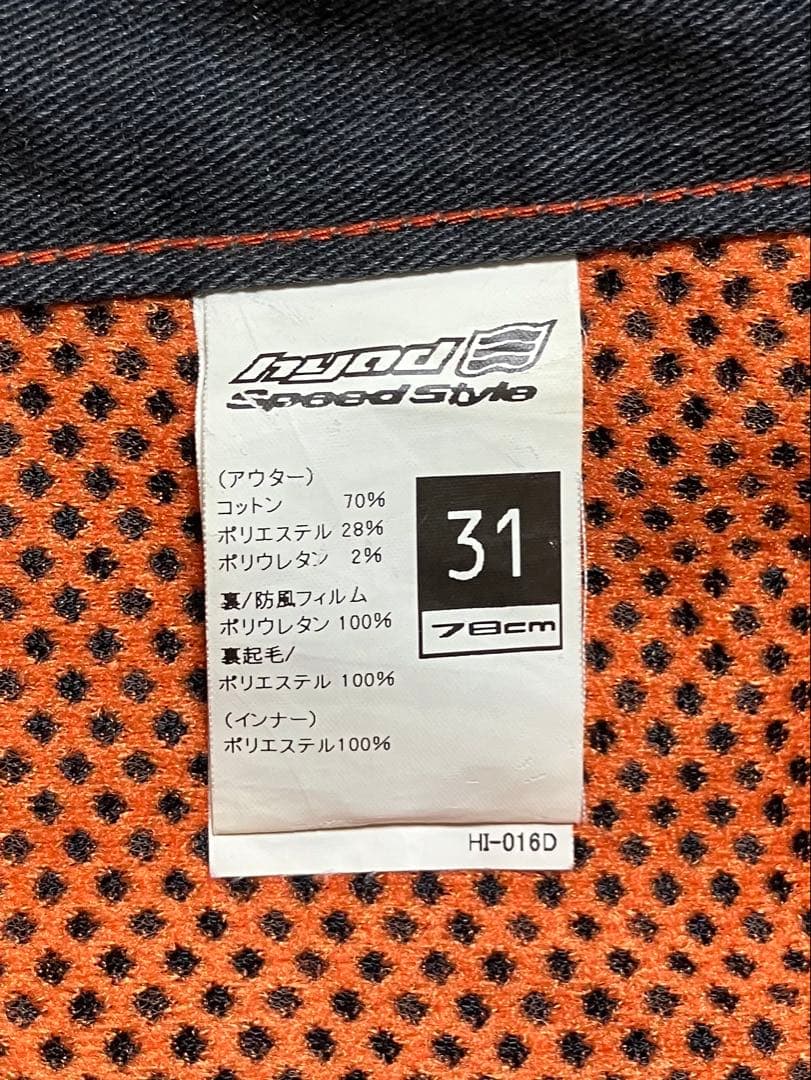 hyod
Speed Style
(アウター)
コットン 70%
ポリエステル 28%
ポリウレタン 2%
裏/防風フィルム
ポリウレタン 100%
裏起毛/
ポリエステル 100%
(インナー)
ポリエステル100%
31
78cm
HI-016D